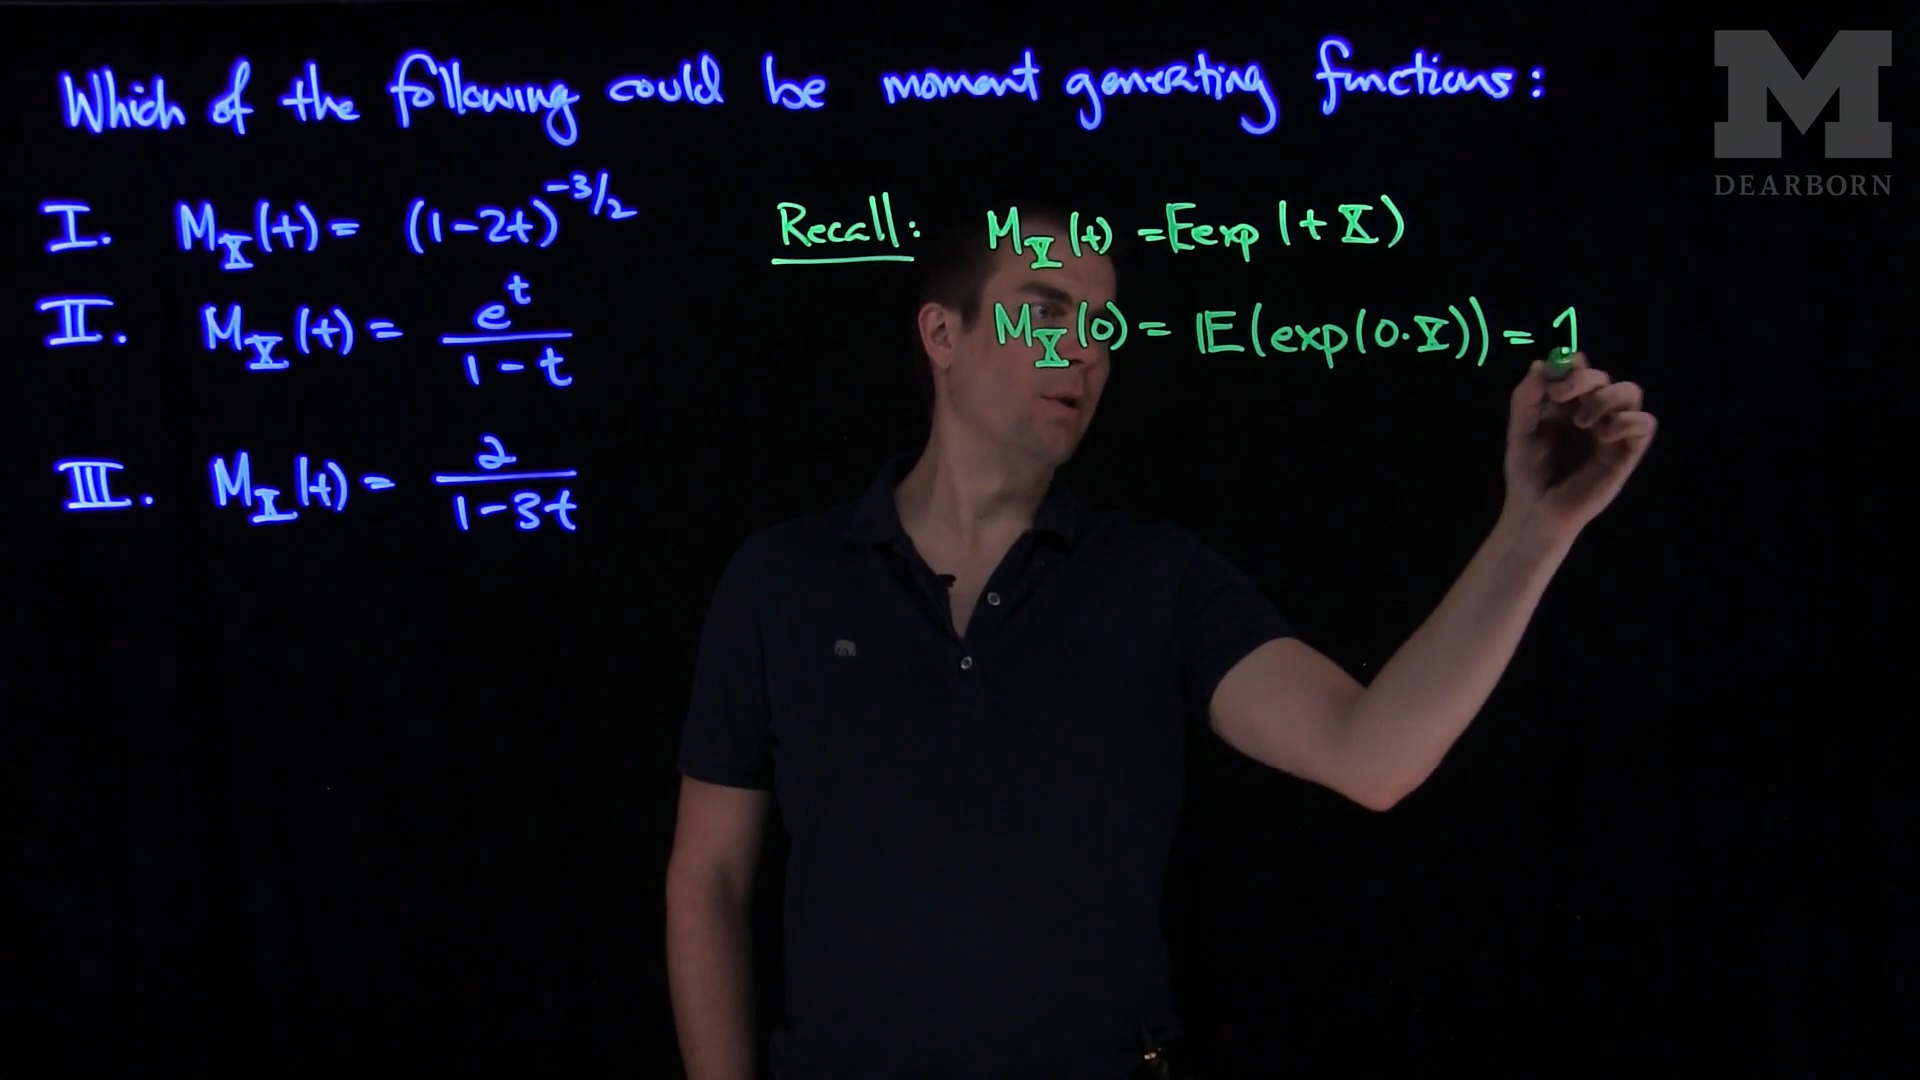 Which of the following could be moment generating functions:
I. M_X(t) = (1-2t)^{-3/2}
II. M_X(t) = e^t / (1-t)
III. M_X(t) = 2 / (1-3t)
Recall: M_X(t) = E exp(tX)
M_X(0) = E(exp(0·X)) = 1
M
DEARBORN